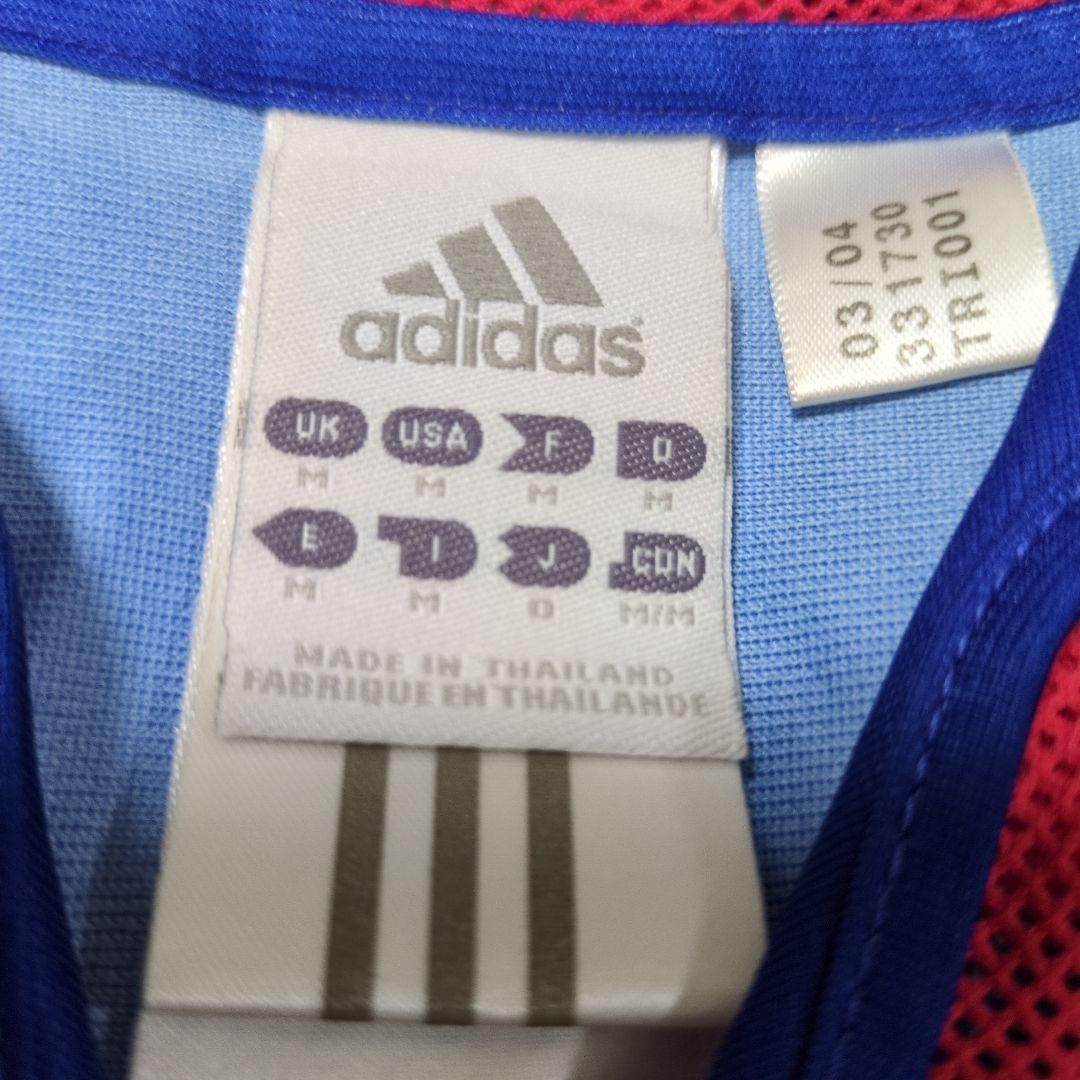 adidas
UK USA F D
M M M M
E I J CDN
M M O M/M
MADE IN THAILAND
FABRIQUE EN THAILANDE
03/04
331730
TRI001